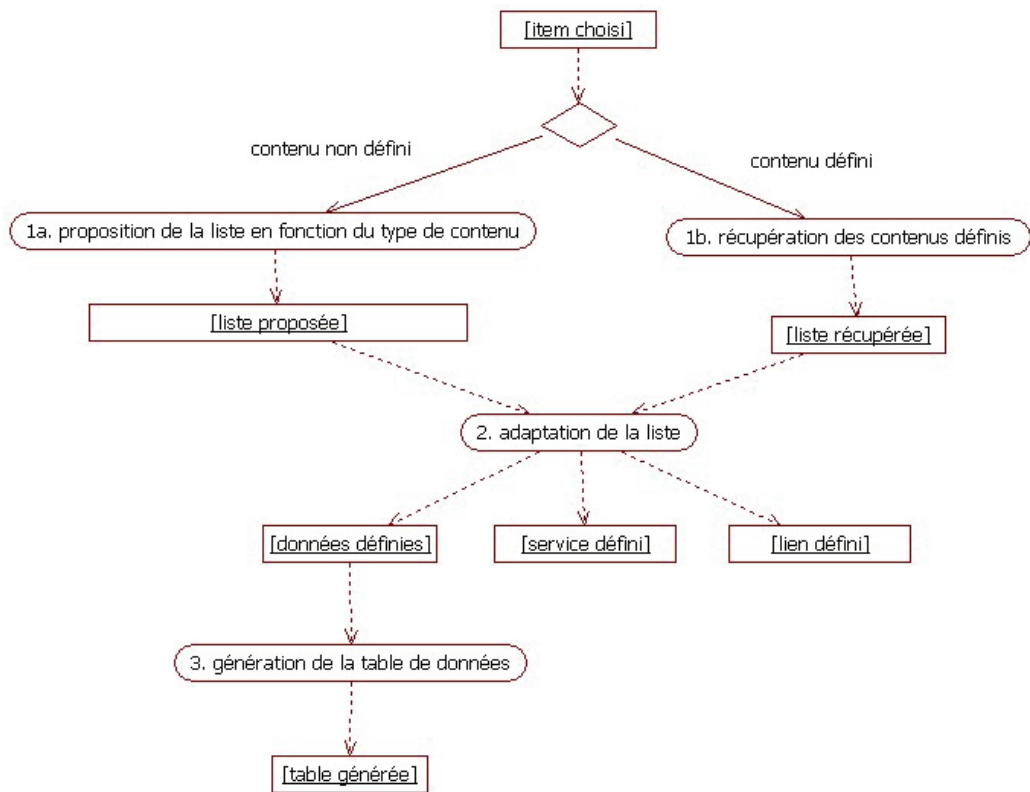 [item choisi]
contenu non défini
contenu défini
1a. proposition de la liste en fonction du type de contenu
1b. récupération des contenus définis
[liste proposée]
[liste récupérée]
2. adaptation de la liste
[données définies]
[service défini]
[lien défini]
3. génération de la table de données
[table générée]